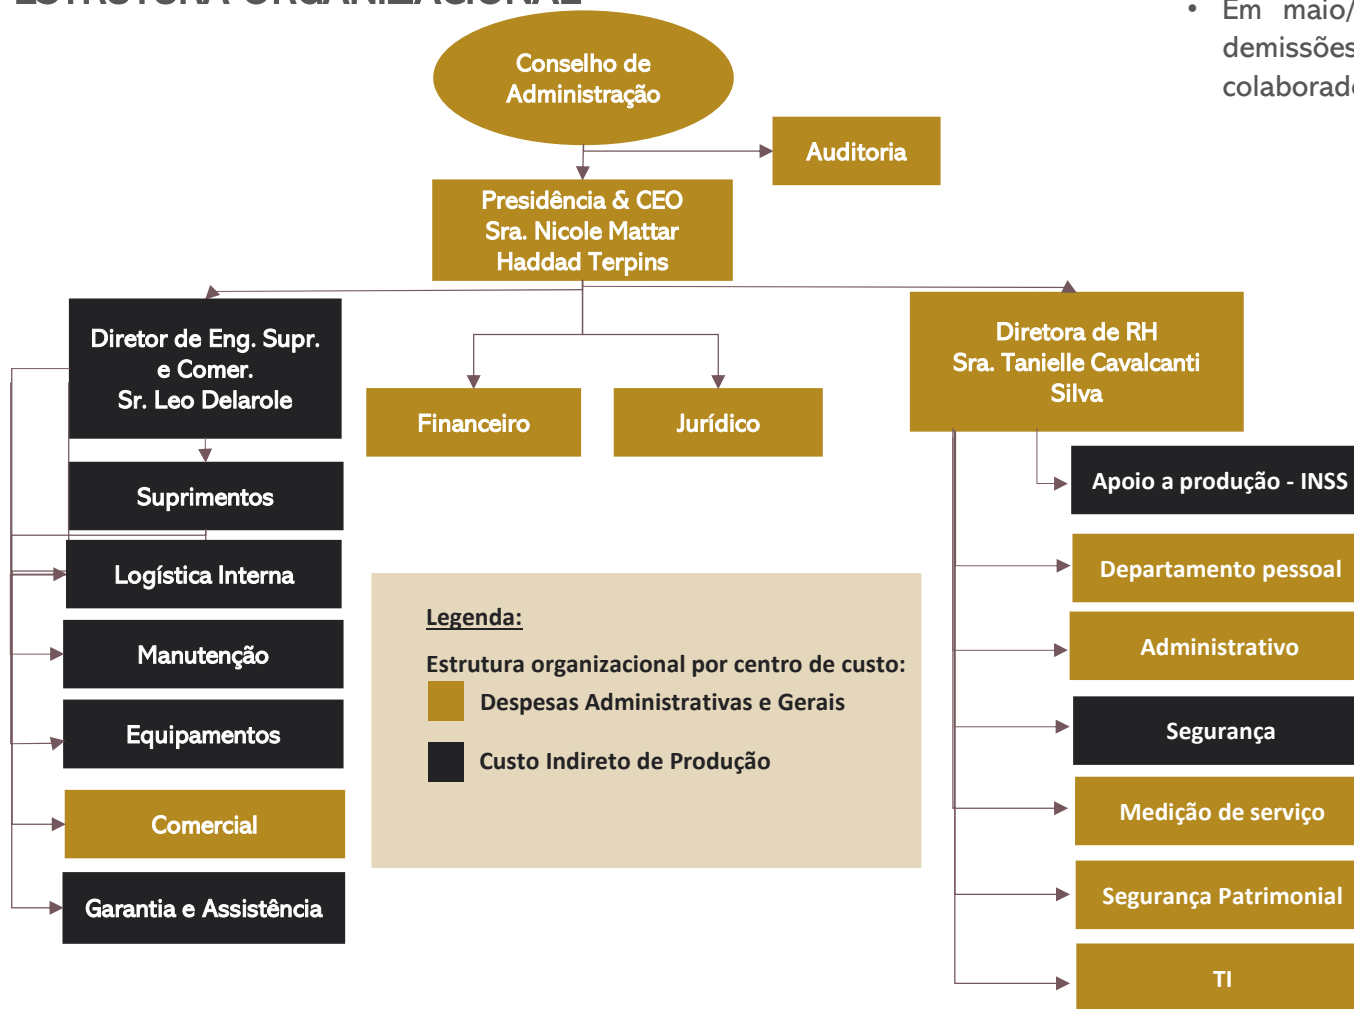 ESTRUTURA ORGANIZACIONAL
• Em maio/
demissões
Conselho de
Administração
Auditoria
Presidência & CEO
Sra. Nicole Mattar
Haddad Terpins
Diretor de Eng. Supr.
e Comer.
Sr. Leo Delarole
Financeiro
Jurídico
Diretora de RH
Sra. Tanielle Cavalcanti
Silva
Suprimentos
Logística Interna
Manutenção
Equipamentos
Comercial
Garantia e Assistência
Legenda:
Estrutura organizacional por centro de custo:
Despesas Administrativas e Gerais
Custo Indireto de Produção
Apoio a produção - INSS
Departamento pessoal
Administrativo
Segurança
Medição de serviço
Segurança Patrimonial
TI